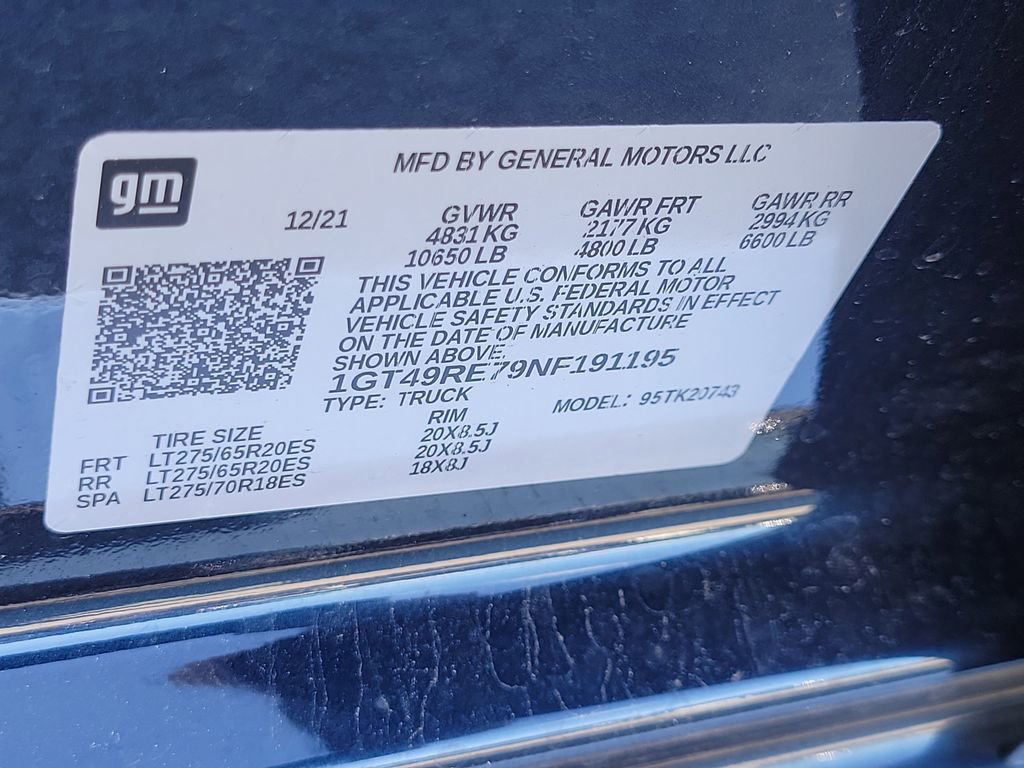 gm
MFD BY GENERAL MOTORS LLC
12/21
GVWR
4831 KG
10650 LB
GAWR FRT
2177 KG
4800 LB
GAWR RR
2994 KG
6600 LB
THIS VEHICLE CONFORMS TO ALL
APPLICABLE U.S. FEDERAL MOTOR
VEHICLE SAFETY STANDARDS IN EFFECT
ON THE DATE OF MANUFACTURE
SHOWN ABOVE.
1GT49RE79NF191195
TYPE: TRUCK
MODEL: 95TK20743
TIRE SIZE RIM
FRT LT275/65R20ES 20X8.5J
RR LT275/65R20ES 20X8.5J
SPA LT275/70R18ES 18X8J